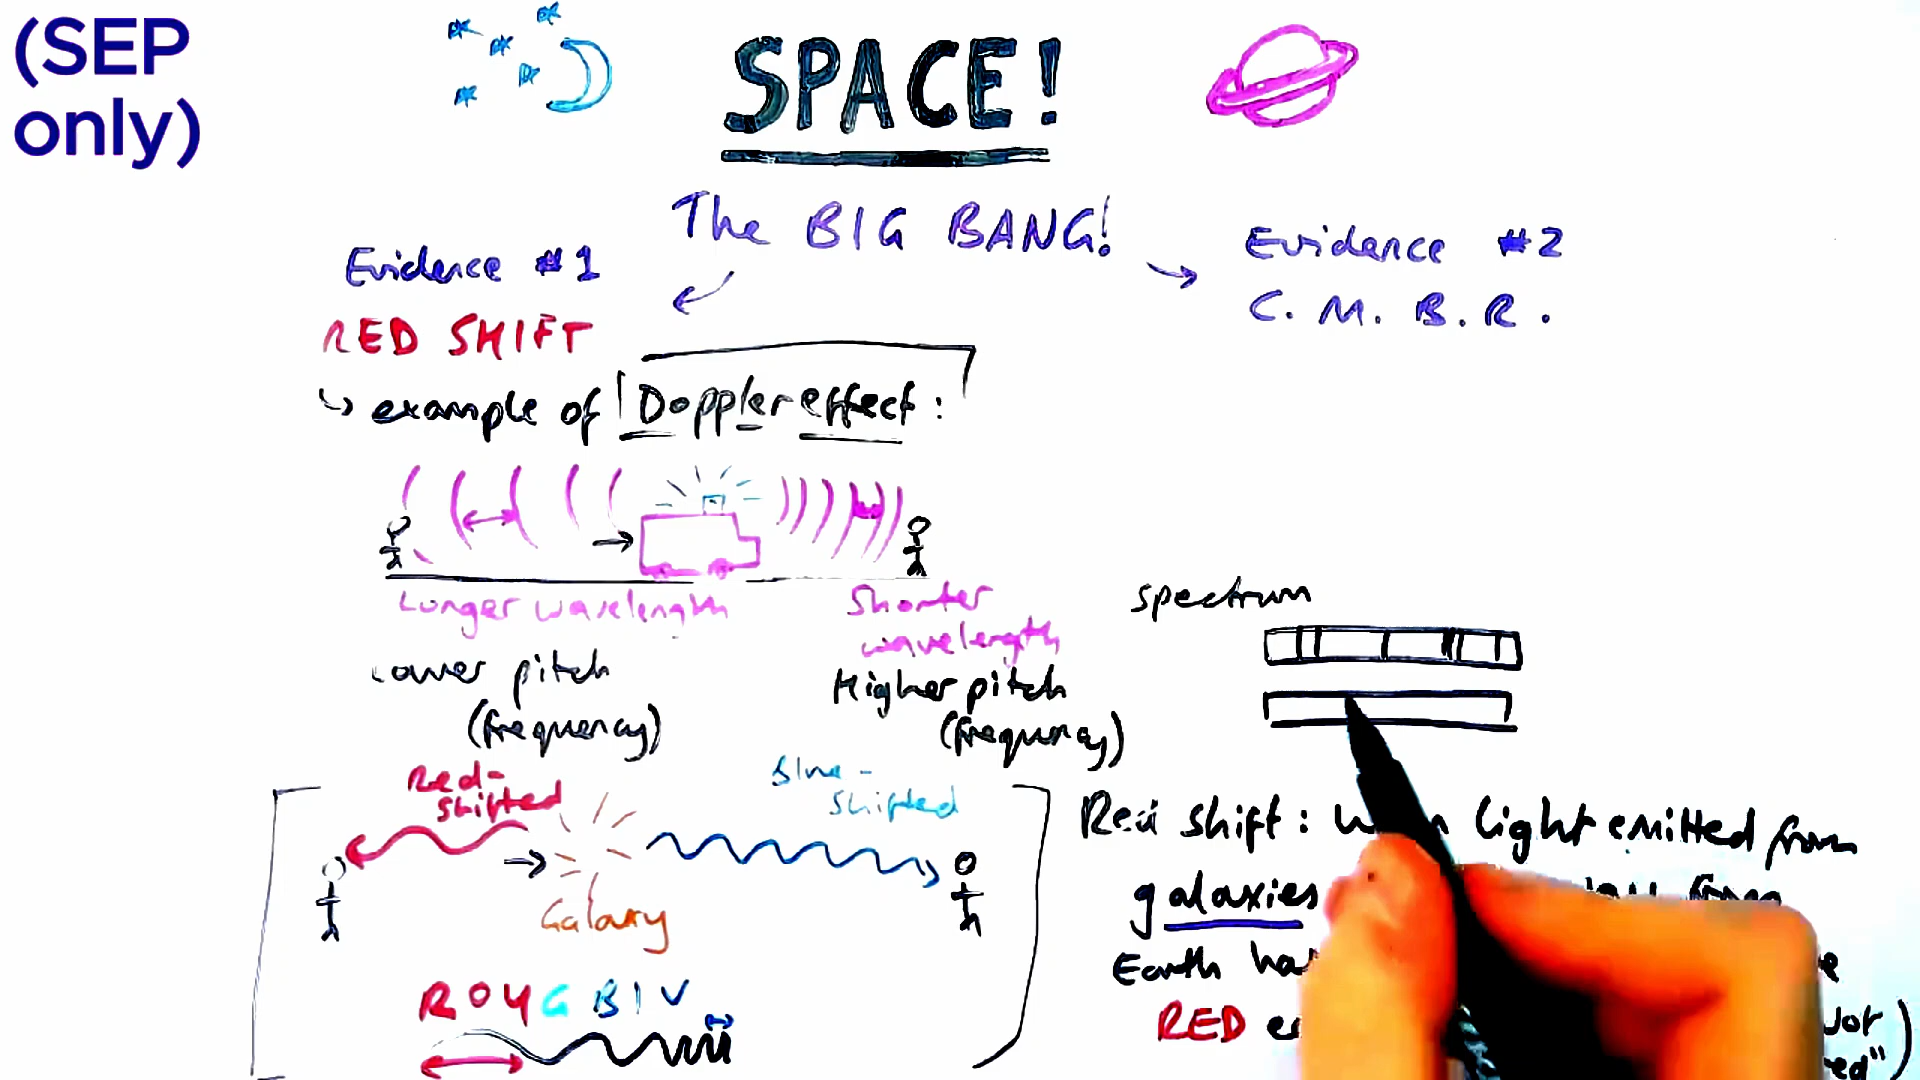 (SEP
only)
SPACE!
The BIG BANG!
Evidence #1
RED SHIFT
example of Doppler effect:
Longer wavelength
Lower pitch
(frequency)
Shorter
wavelength
Higher pitch
(frequency)
Evidence #2
C. M. B. R.
Red-
shifted
Blue-
shifted
Galaxy
ROYGBIV
spectrum
Red shift: light emitted from
galaxies from
Earth
RED